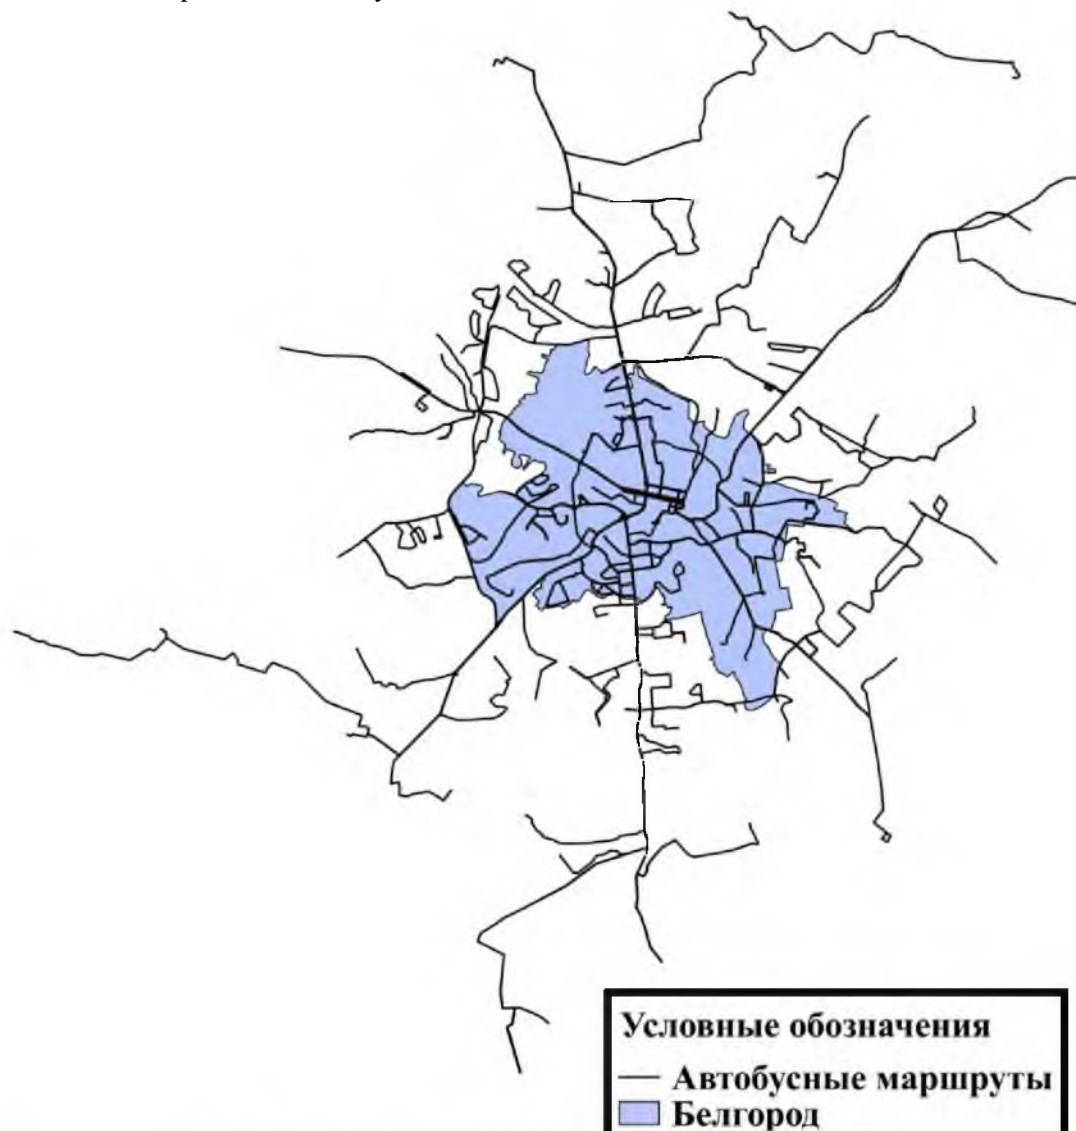 Условные обозначения
Автобусные маршруты
Белгород